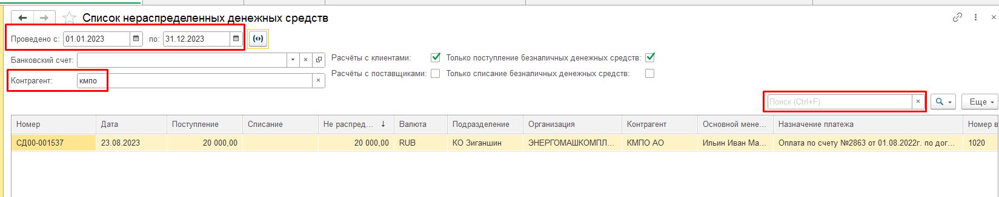 Список нераспределенных денежных средств
Проведено с: 01.01.2023 по: 31.12.2023
Банковский счет: Расчёты с клиентами: Только поступление безналичных денежных средств:
Контрагент: кмпо Расчёты с поставщиками: Только списание безналичных денежных средств:
Поиск (Ctrl+F) Еще
Номер Дата Поступление Списание Не распред... Валюта Подразделение Организация Контрагент Основной мене... Назначение платежа Номер в
СД00-001537 23.08.2023 20 000,00 20 000,00 RUB КО Зиганшин ЭНЕРГОМАШКОМПЛ... КМПО АО Ильин Иван Ма... Оплата по счету №2863 от 01.08.2022г. по дог... 1020